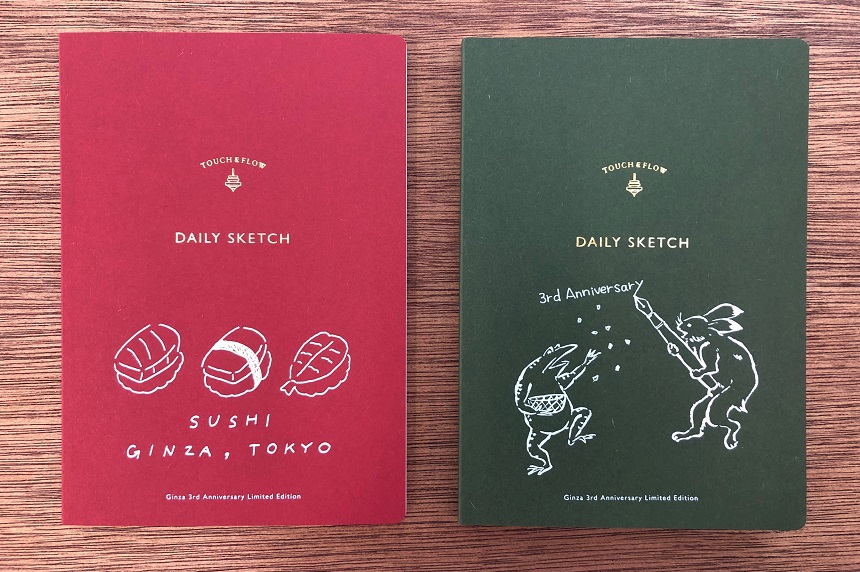 TOUCH & FLOW
DAILY SKETCH
SUSHI
GINZA, TOKYO
Ginza 3rd Anniversary Limited Edition
TOUCH & FLOW
DAILY SKETCH
3rd Anniversary
Ginza 3rd Anniversary Limited Edition